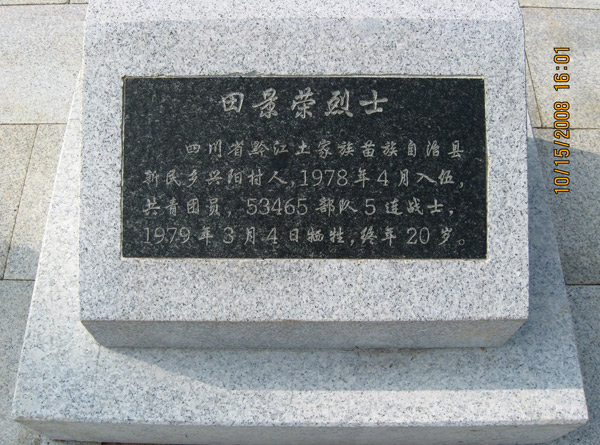 田景荣烈士
四川省黔江土家族苗族自治县
新民乡兴阳村人，1978年4月入伍，
共青团员，53465部队5连战士，
1979年3月4日牺牲，终年20岁。
10/15/2008 16:01